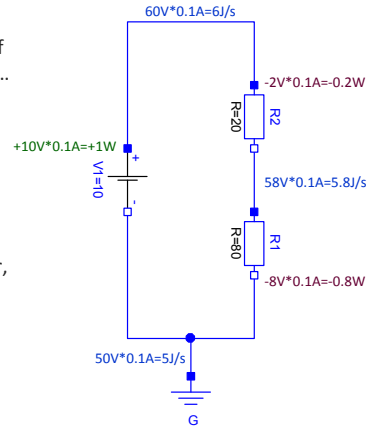 60V*0.1A=6J/s
f
..
-2V*0.1A=-0.2W
R2
R=20
+10V*0.1A=+1W
+
V1=10
-
58V*0.1A=5.8J/s
R1
R=80
,
-8V*0.1A=-0.8W
50V*0.1A=5J/s
G